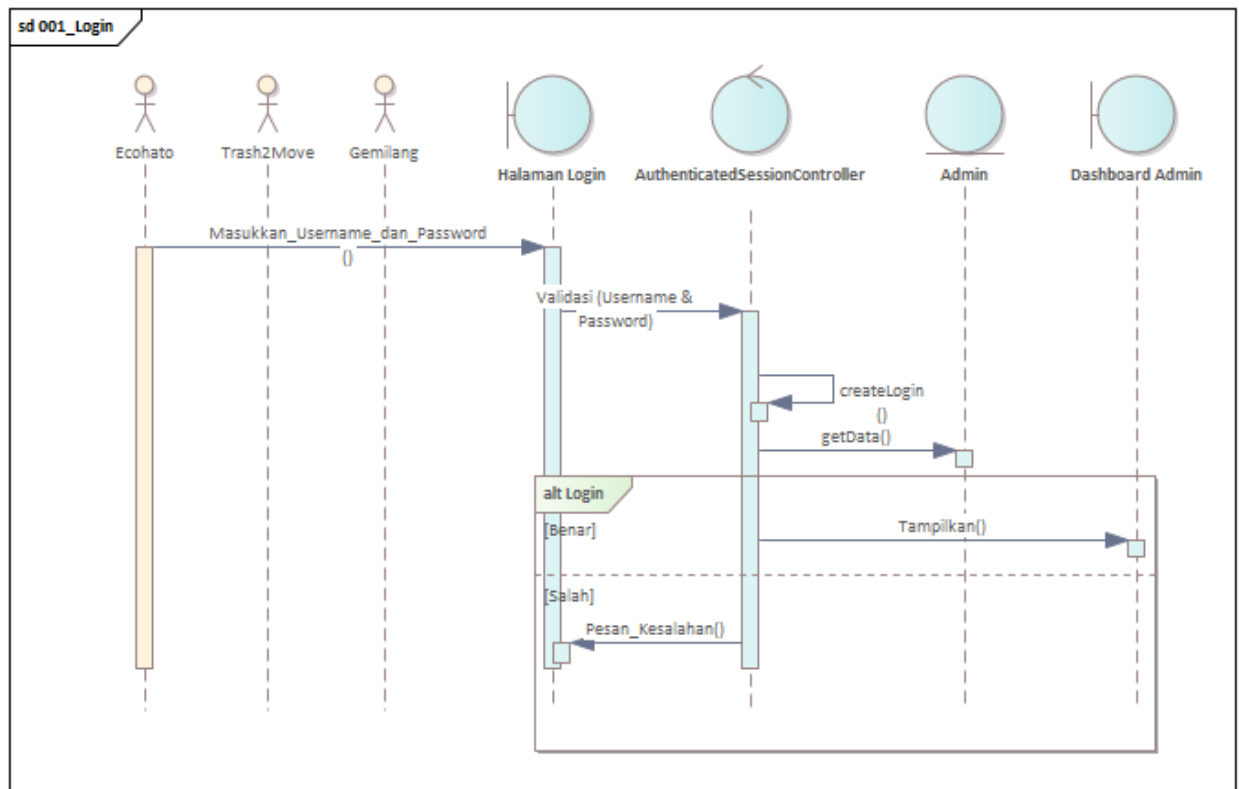 sd 001_Login
Ecohato
Trash2Move
Gemilang
Halaman Login
AuthenticatedSessionController
Admin
Dashboard Admin
Masukkan_Username_dan_Password
()
Validasi (Username &
Password)
createLogin
()
getData()
alt Login
[Benar]
Tampilkan()
[Salah]
Pesan_Kesalahan()